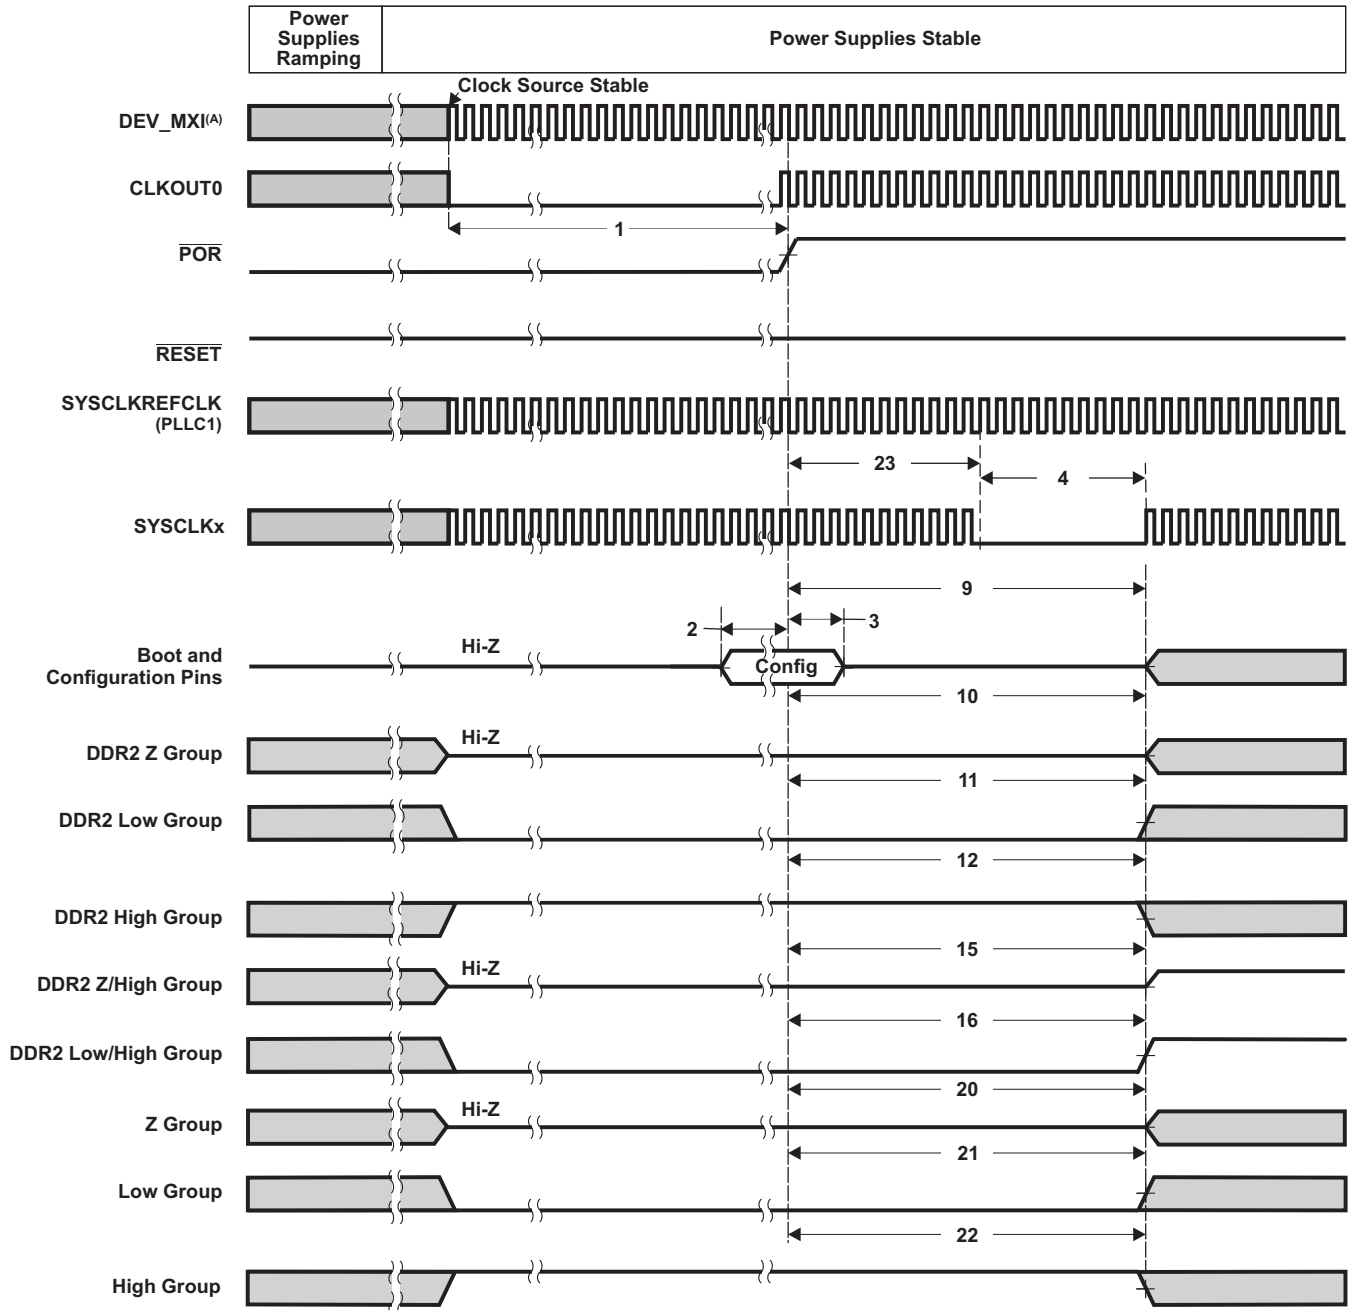 Power
Supplies
Ramping
Power Supplies Stable
Clock Source Stable
DEV_MXI(A)
CLKOUT0
1
POR
RESET
SYSCLKREFCLK
(PLLC1)
23
4
SYSCLKx
9
2
3
Hi-Z
Boot and
Configuration Pins
Config
10
Hi-Z
DDR2 Z Group
11
DDR2 Low Group
12
DDR2 High Group
15
Hi-Z
DDR2 Z/High Group
16
DDR2 Low/High Group
20
Hi-Z
Z Group
21
Low Group
22
High Group